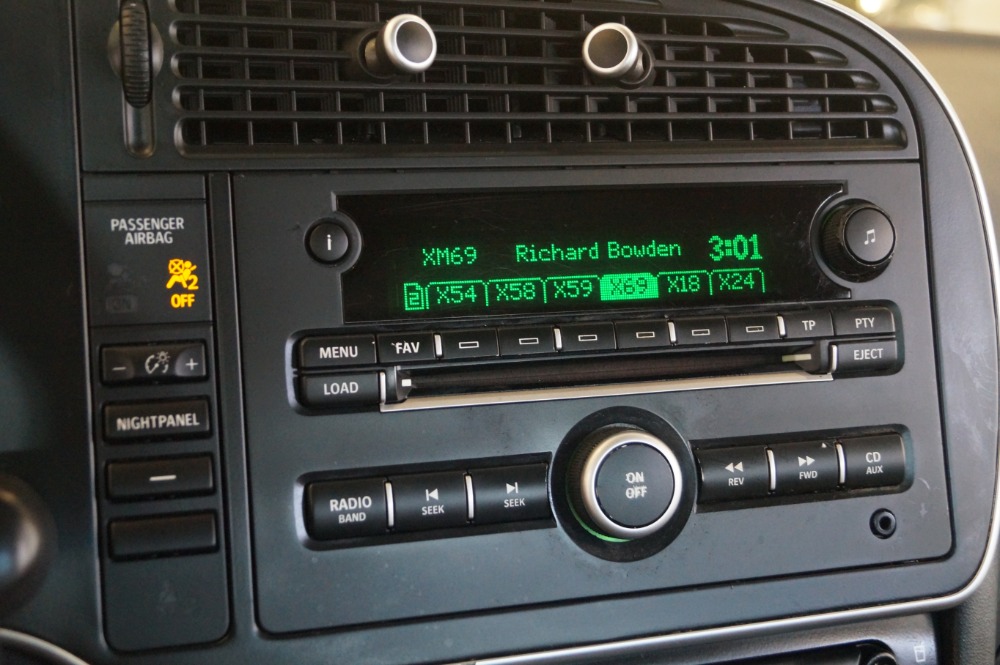 PASSENGER
AIRBAG
2
OFF
i
XM69 Richard Bowden 3:01
2 X54 X58 X59 X69 X18 X24
MENU FAV TP PTY
LOAD EJECT
NIGHTPANEL
RADIO
BAND
SEEK
SEEK
ON
OFF
REV
FWD
CD
AUX